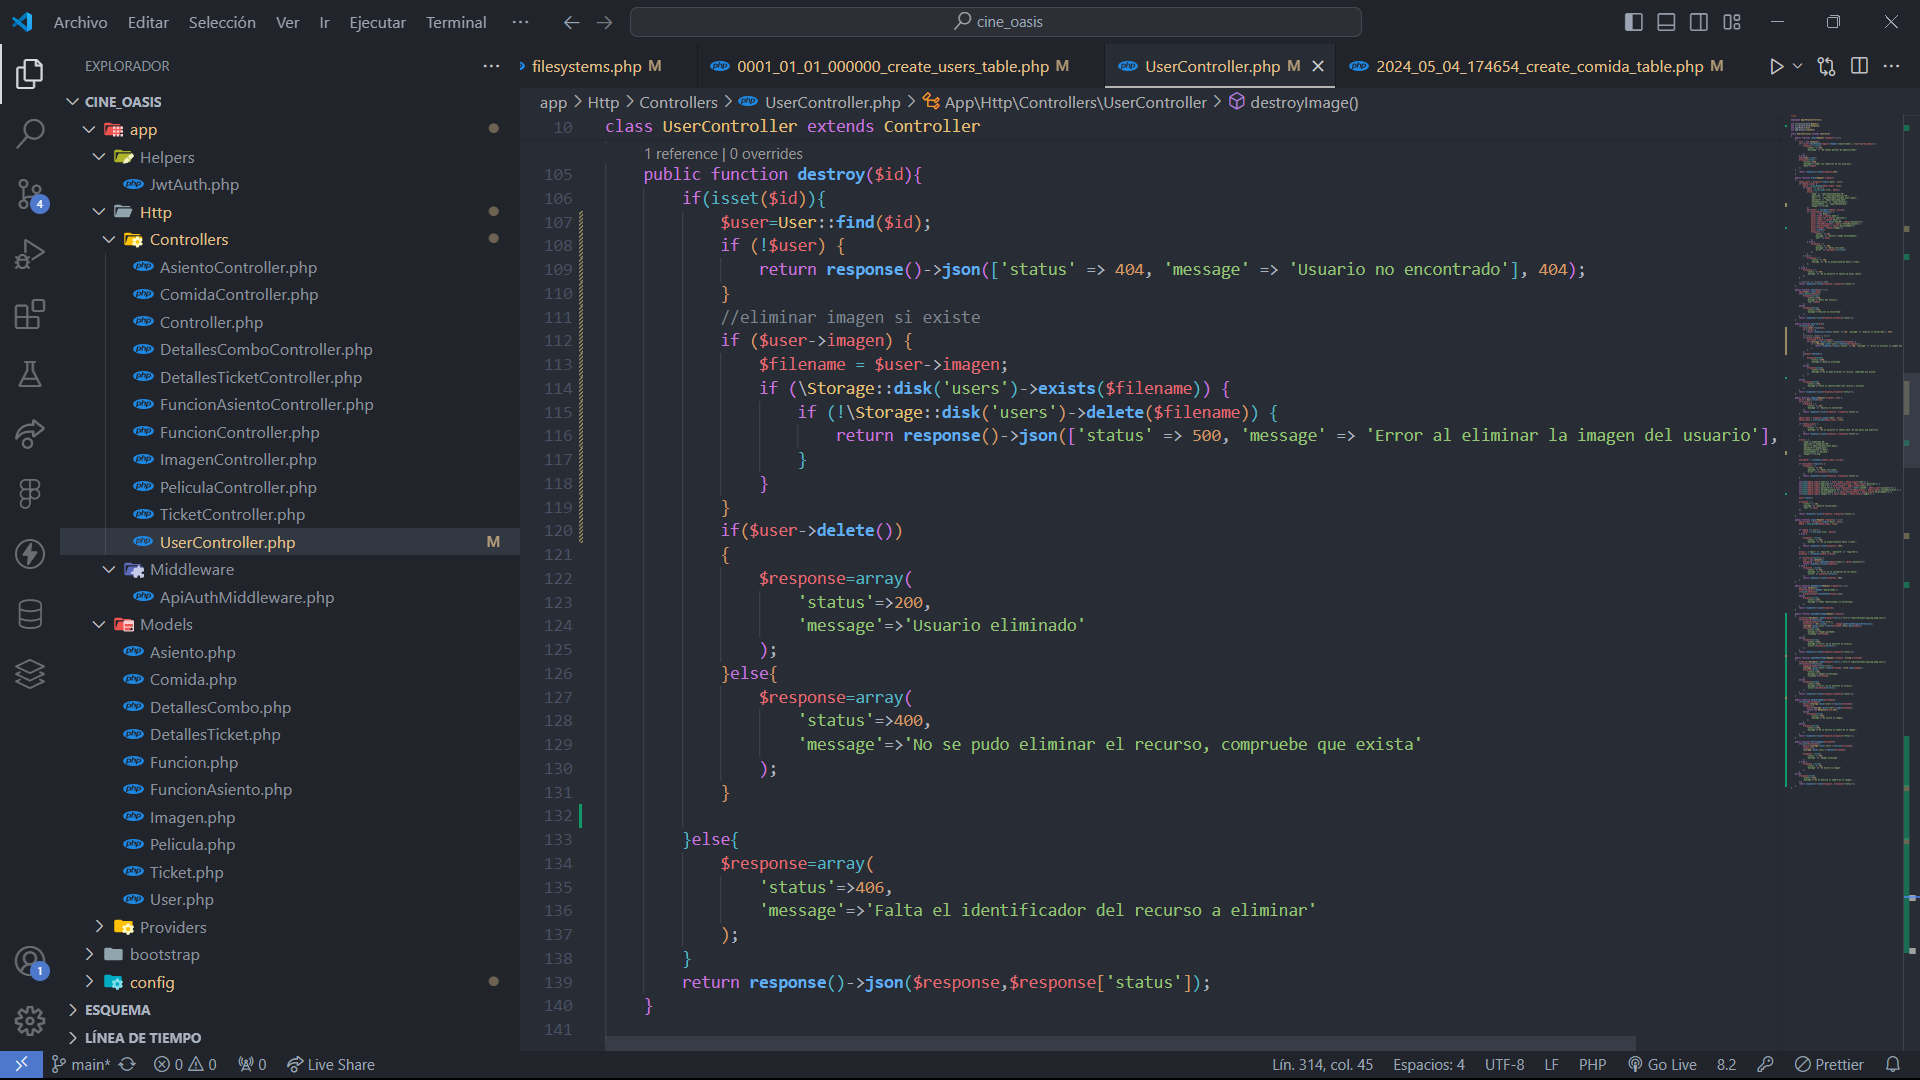 Archivo Editar Selección Ver Ir Ejecutar Terminal ··· cine_oasis
EXPLORADOR
CINE_OASIS
app
Helpers
JwtAuth.php
Http
Controllers
AsientoController.php
ComidaController.php
Controller.php
DetallesComboController.php
DetallesTicketController.php
FuncionAsientoController.php
FuncionController.php
ImagenController.php
PeliculaController.php
TicketController.php
UserController.php M
Middleware
ApiAuthMiddleware.php
Models
Asiento.php
Comida.php
DetallesCombo.php
DetallesTicket.php
Funcion.php
FuncionAsiento.php
Imagen.php
Pelicula.php
Ticket.php
User.php
Providers
bootstrap
config
ESQUEMA
LÍNEA DE TIEMPO
4
1
filesystems.php M 0001_01_01_000000_create_users_table.php M UserController.php M 2024_05_04_174654_create_comida_table.php M
app > Http > Controllers > UserController.php > App\Http\Controllers\UserController > destroyImage()
10 class UserController extends Controller
1 reference | 0 overrides
105 public function destroy($id){
106 if(isset($id)){
107 $user=User::find($id);
108 if (!$user) {
109 return response()->json(['status' => 404, 'message' => 'Usuario no encontrado'], 404);
110 }
111 //eliminar imagen si existe
112 if ($user->imagen) {
113 $filename = $user->imagen;
114 if (\Storage::disk('users')->exists($filename)) {
115 if (!\Storage::disk('users')->delete($filename)) {
116 return response()->json(['status' => 500, 'message' => 'Error al eliminar la imagen del usuario'],
117 }
118 }
119 }
120 if($user->delete())
121 {
122 $response=array(
123 'status'=>200,
124 'message'=>'Usuario eliminado'
125 );
126 }else{
127 $response=array(
128 'status'=>400,
129 'message'=>'No se pudo eliminar el recurso, compruebe que exista'
130 );
131 }
132
133 }else{
134 $response=array(
135 'status'=>406,
136 'message'=>'Falta el identificador del recurso a eliminar'
137 );
138 }
139 return response()->json($response,$response['status']);
140 }
141
main* 0 0 0 Live Share Lín. 314, col. 45 Espacios: 4 UTF-8 LF PHP Go Live 8.2 Prettier